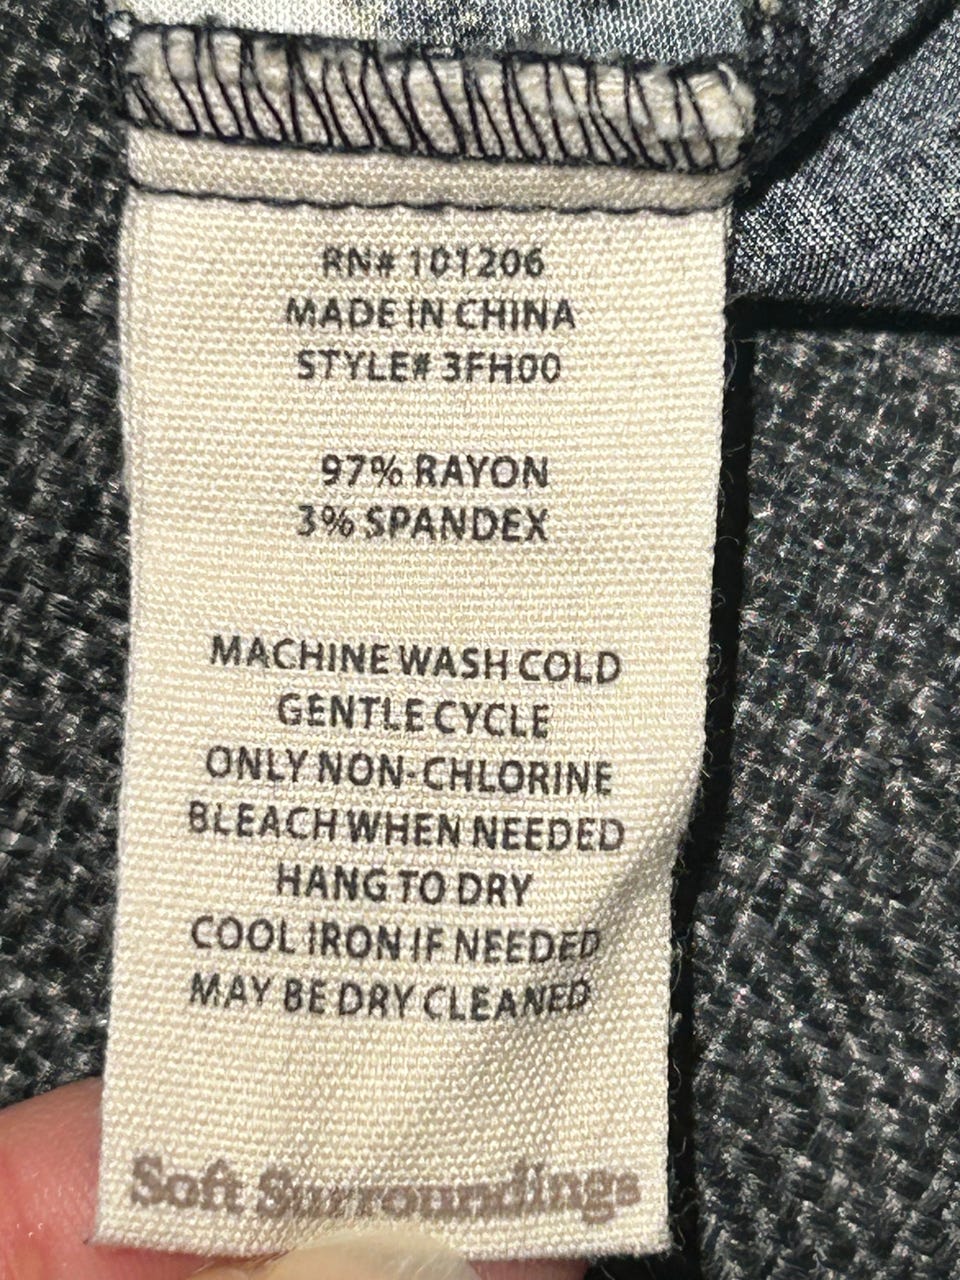 RN# 101206
MADE IN CHINA
STYLE# 3FH00
97% RAYON
3% SPANDEX
MACHINE WASH COLD
GENTLE CYCLE
ONLY NON-CHLORINE
BLEACH WHEN NEEDED
HANG TO DRY
COOL IRON IF NEEDED
MAY BE DRY CLEANED
Soft Surroundings